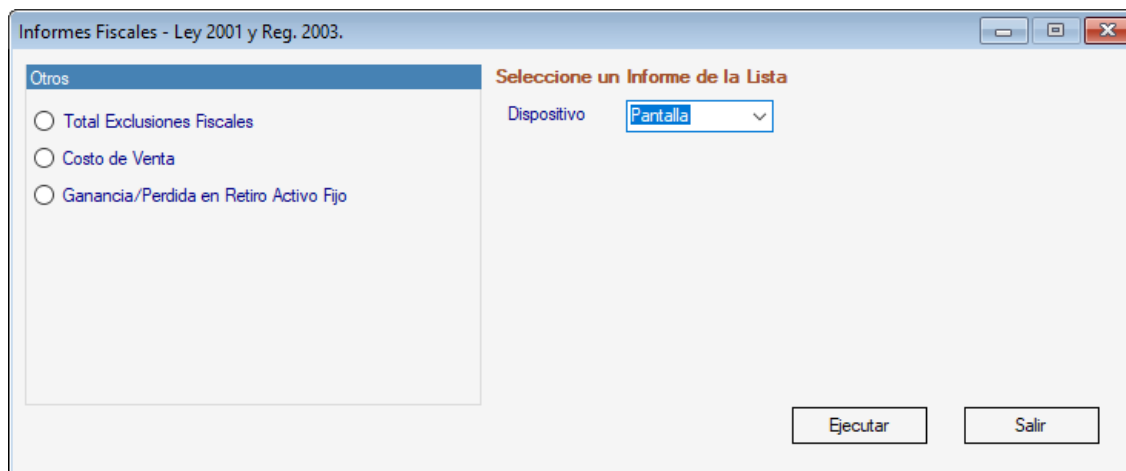 Informes Fiscales - Ley 2001 y Reg. 2003.
Otros
Total Exclusiones Fiscales
Costo de Venta
Ganancia/Perdida en Retiro Activo Fijo
Seleccione un Informe de la Lista
Dispositivo
Pantalla
Ejecutar
Salir